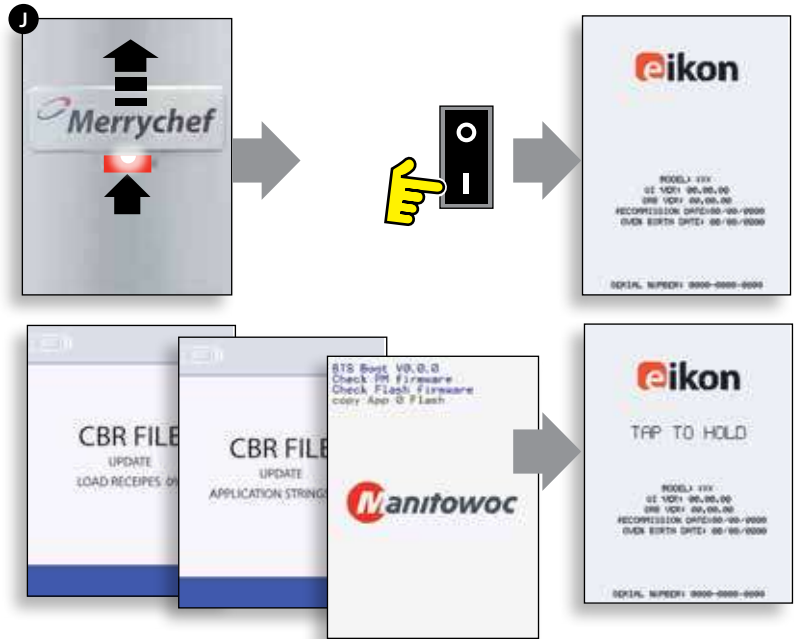 J
Merrychef
eikon
MODEL: XXX
UI VER: 00.00.00
SRB VER: 00.00.00
RECOMMISSION DATE:00/00/0000
OVEN BIRTH DATE: 00/00/0000
SERIAL NUMBER: 0000-0000-0000
CBR FILE
UPDATE
LOAD RECEIPES
CBR FILE
UPDATE
APPLICATION STRINGS
BTS Boot V0.0.0
Check PM firmware
Check Flash firmware
copy App 0 Flash
Manitowoc
eikon
TAP TO HOLD
MODEL: XXX
UI VER: 00.00.00
SRB VER: 00.00.00
RECOMMISSION DATE:00/00/0000
OVEN BIRTH DATE: 00/00/0000
SERIAL NUMBER: 0000-0000-0000